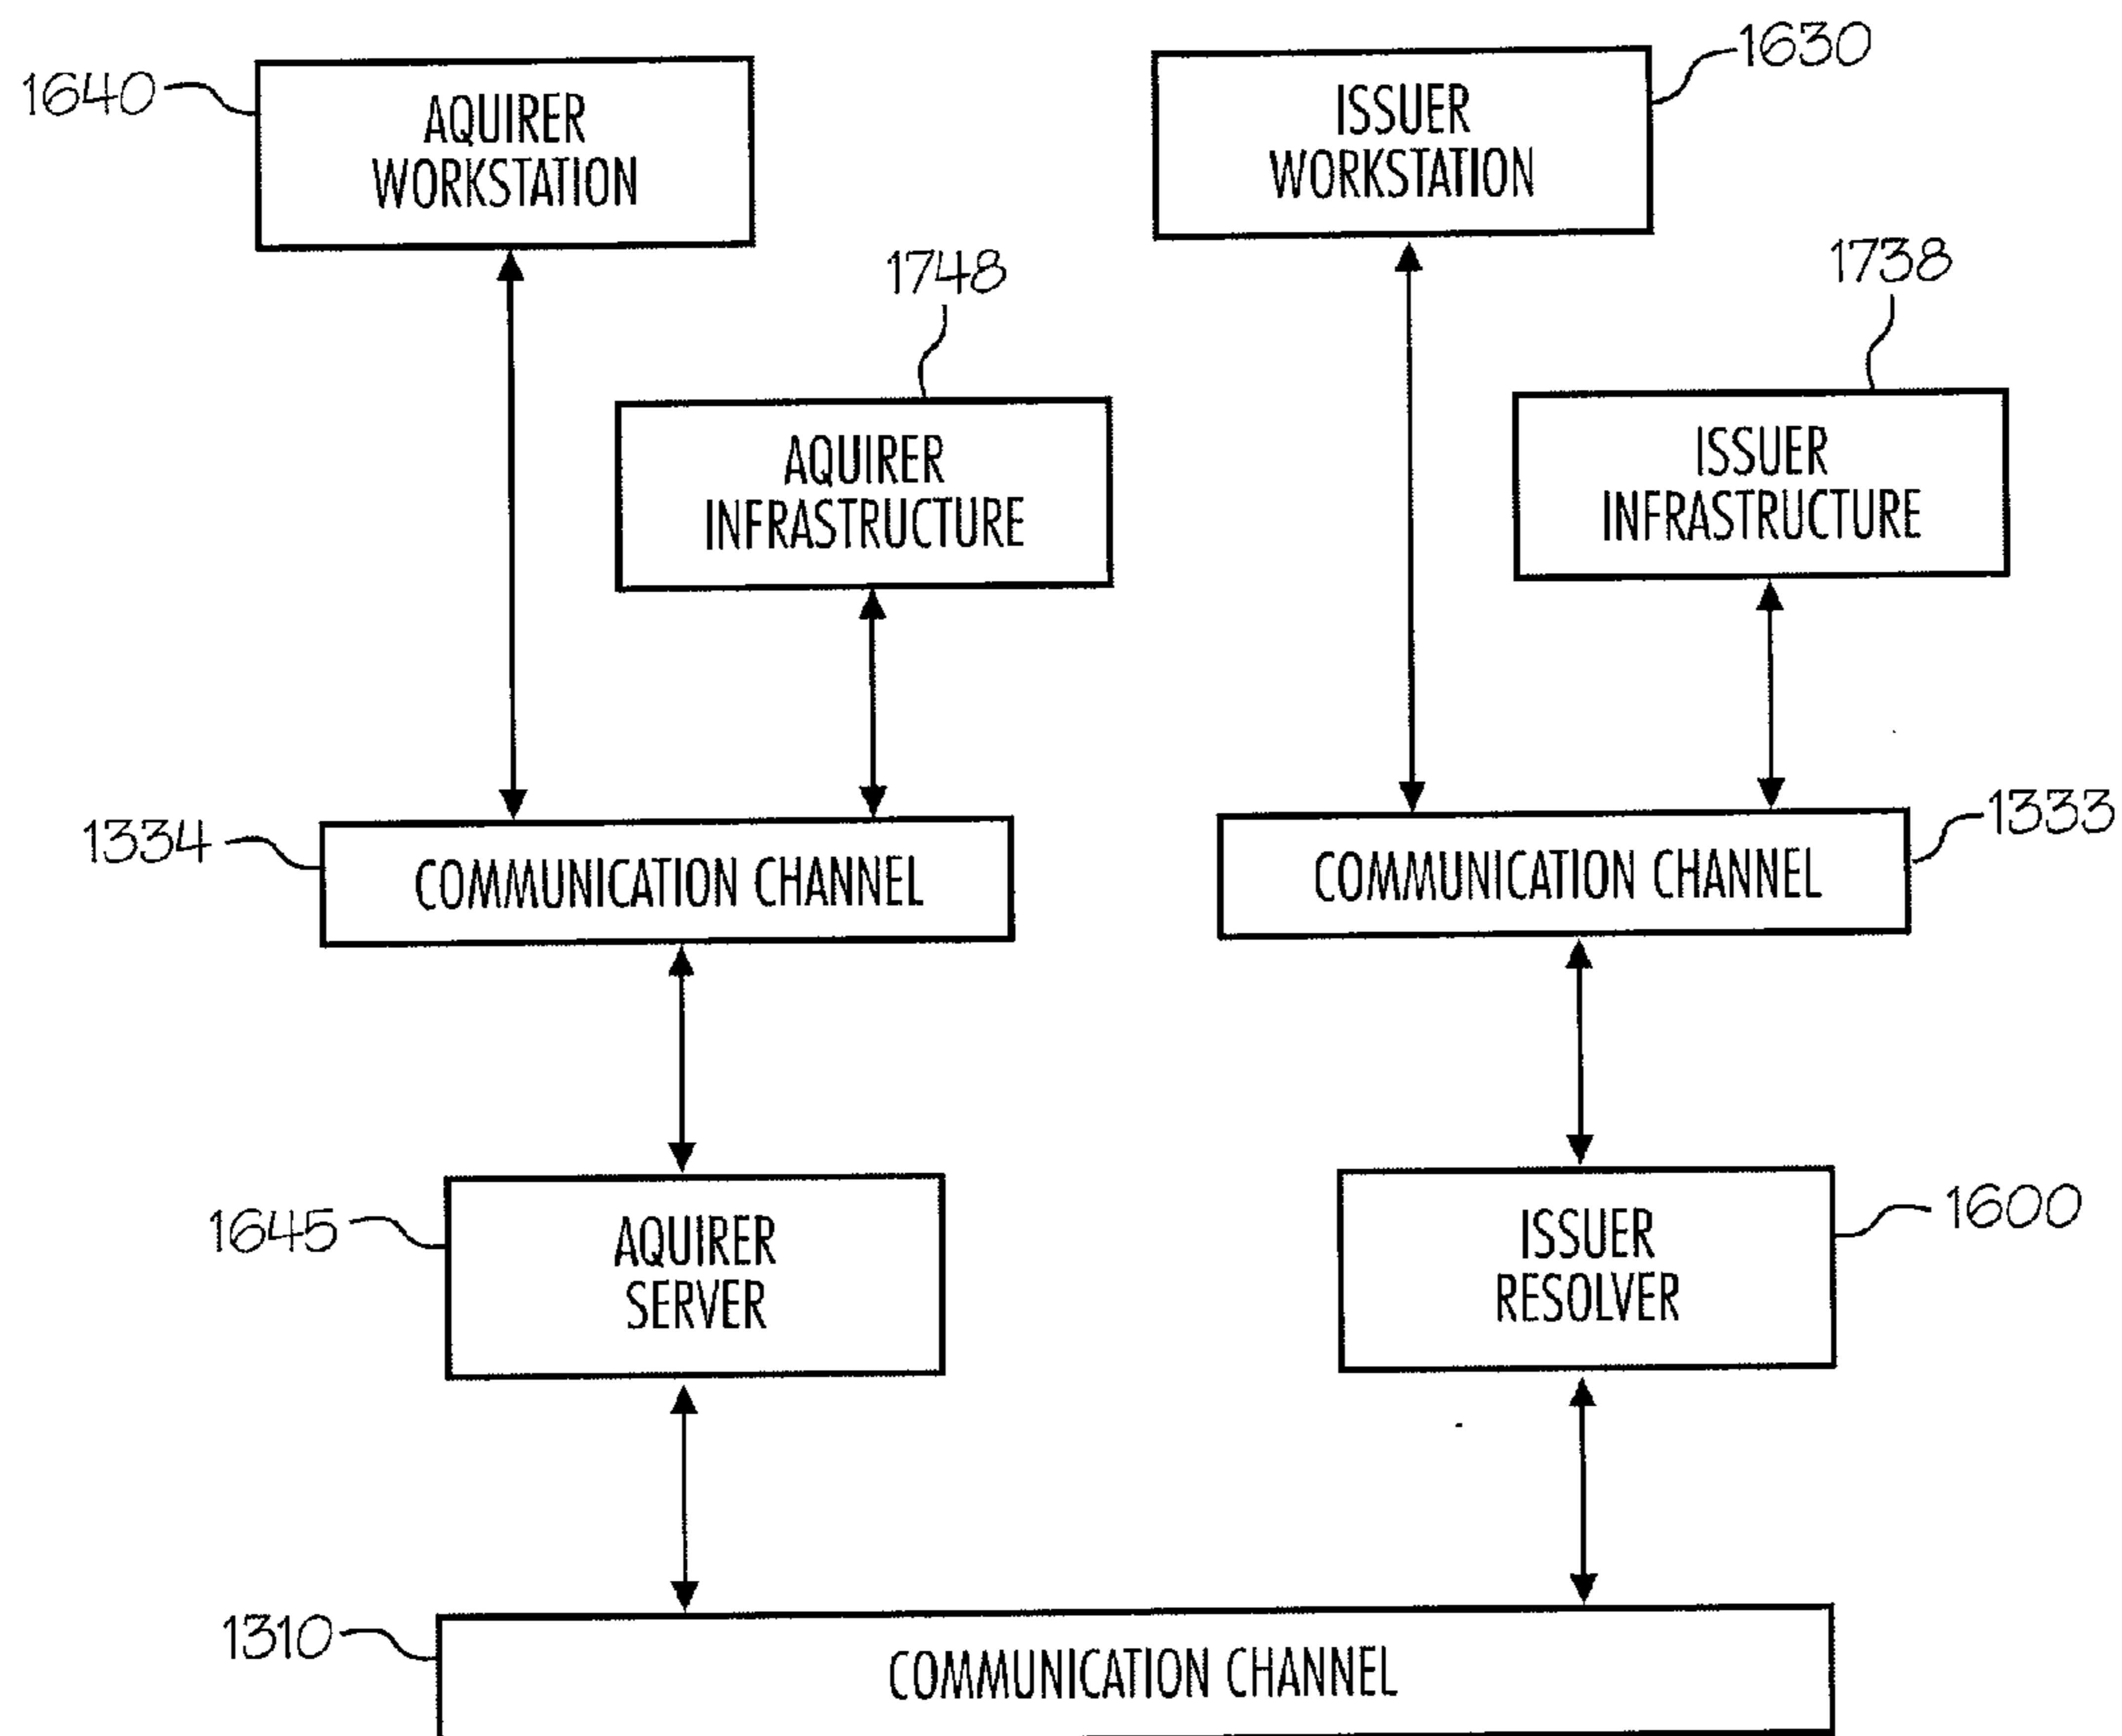 1640
AQUIRER
WORKSTATION
1630
ISSUER
WORKSTATION
1748
AQUIRER
INFRASTRUCTURE
1738
ISSUER
INFRASTRUCTURE
1334
COMMUNICATION CHANNEL
1333
COMMUNICATION CHANNEL
1645
AQUIRER
SERVER
1600
ISSUER
RESOLVER
1310
COMMUNICATION CHANNEL